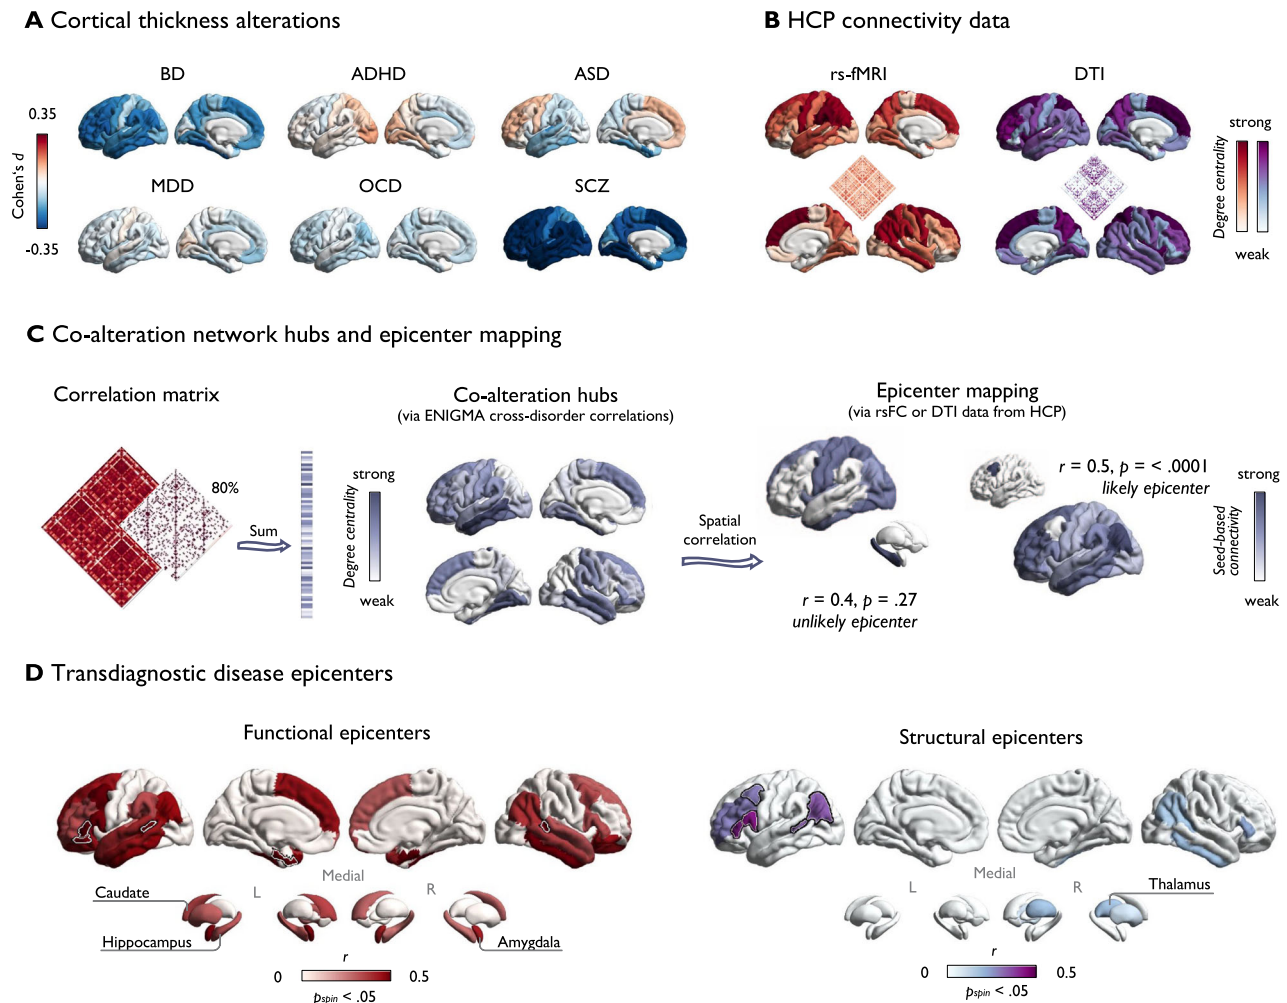 A Cortical thickness alterations
BD
ADHD
ASD
0.35
Cohen's d
-0.35
MDD
OCD
SCZ
B HCP connectivity data
rs-fMRI
DTI
strong
Degree centrality
weak
C Co-alteration network hubs and epicenter mapping
Correlation matrix
80%
Sum
Co-alteration hubs
(via ENIGMA cross-disorder correlations)
strong
Degree centrality
weak
Spatial
correlation
Epicenter mapping
(via rsFC or DTI data from HCP)
r = 0.4, p = .27
unlikely epicenter
r = 0.5, p = < .0001
likely epicenter
strong
Seed-based
connectivity
weak
D Transdiagnostic disease epicenters
Functional epicenters
Medial
L
R
Caudate
Hippocampus
Amygdala
r
0
0.5
pspin < .05
Structural epicenters
Medial
L
R
Thalamus
r
0
0.5
pspin < .05